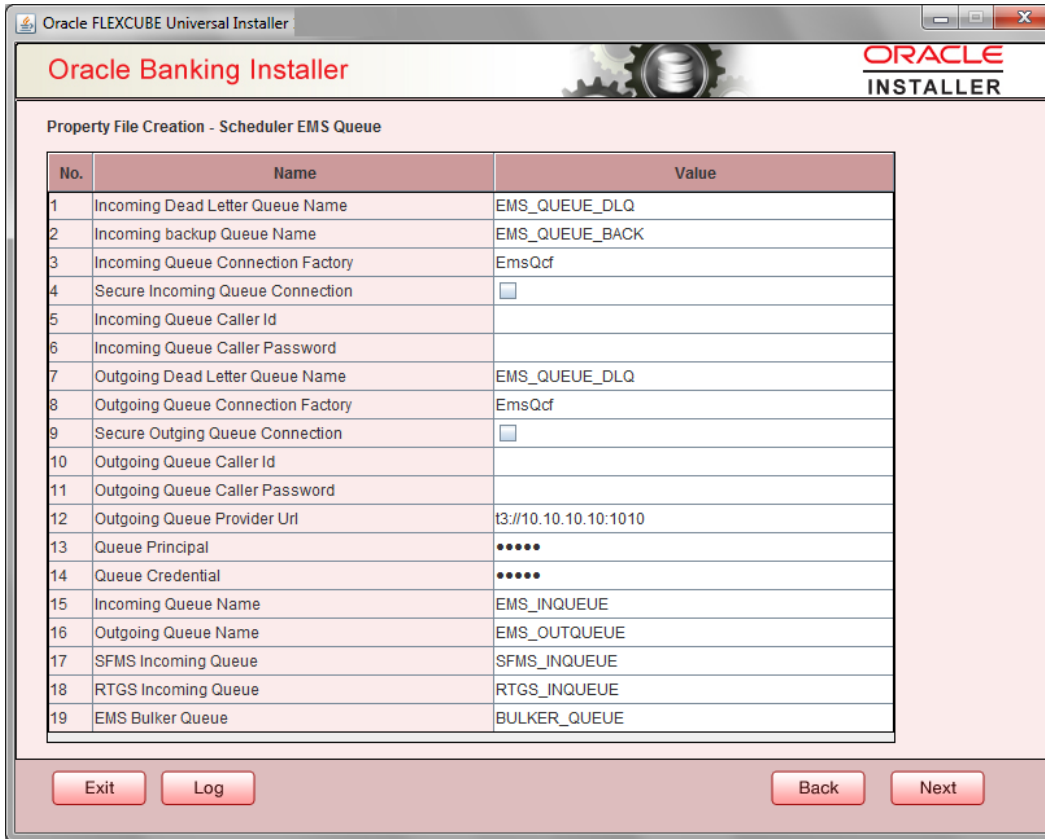 Oracle FLEXCUBE Universal Installer
Oracle Banking Installer
ORACLE
INSTALLER
Property File Creation - Scheduler EMS Queue
No. Name Value
1 Incoming Dead Letter Queue Name EMS_QUEUE_DLQ
2 Incoming backup Queue Name EMS_QUEUE_BACK
3 Incoming Queue Connection Factory EmsQcf
4 Secure Incoming Queue Connection
5 Incoming Queue Caller Id
6 Incoming Queue Caller Password
7 Outgoing Dead Letter Queue Name EMS_QUEUE_DLQ
8 Outgoing Queue Connection Factory EmsQcf
9 Secure Outging Queue Connection
10 Outgoing Queue Caller Id
11 Outgoing Queue Caller Password
12 Outgoing Queue Provider Url t3://10.10.10.10:1010
13 Queue Principal •••••
14 Queue Credential •••••
15 Incoming Queue Name EMS_INQUEUE
16 Outgoing Queue Name EMS_OUTQUEUE
17 SFMS Incoming Queue SFMS_INQUEUE
18 RTGS Incoming Queue RTGS_INQUEUE
19 EMS Bulker Queue BULKER_QUEUE
Exit Log Back Next